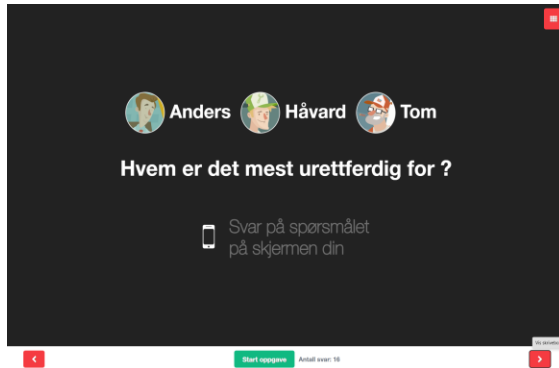 Anders Håvard Tom
Hvem er det mest urettferdig for ?
Svar på spørsmålet
på skjermen din
Start oppgave Antall svar: 16